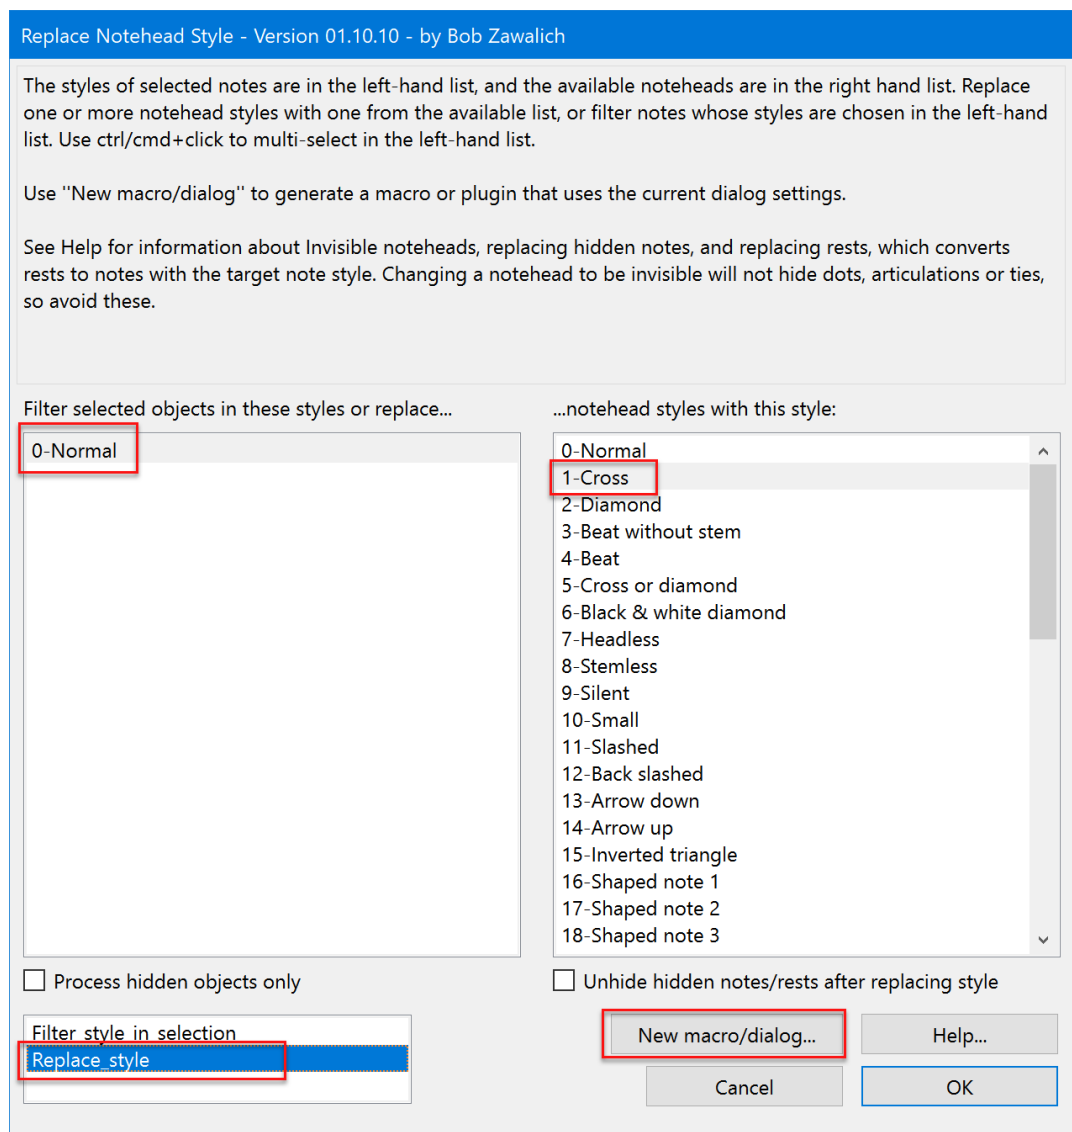 Replace Notehead Style - Version 01.10.10 - by Bob Zawalich
The styles of selected notes are in the left-hand list, and the available noteheads are in the right hand list. Replace
one or more notehead styles with one from the available list, or filter notes whose styles are chosen in the left-hand
list. Use ctrl/cmd+click to multi-select in the left-hand list.
Use ''New macro/dialog'' to generate a macro or plugin that uses the current dialog settings.
See Help for information about Invisible noteheads, replacing hidden notes, and replacing rests, which converts
rests to notes with the target note style. Changing a notehead to be invisible will not hide dots, articulations or ties,
so avoid these.
Filter selected objects in these styles or replace...
0-Normal
...notehead styles with this style:
0-Normal
1-Cross
2-Diamond
3-Beat without stem
4-Beat
5-Cross or diamond
6-Black & white diamond
7-Headless
8-Stemless
9-Silent
10-Small
11-Slashed
12-Back slashed
13-Arrow down
14-Arrow up
15-Inverted triangle
16-Shaped note 1
17-Shaped note 2
18-Shaped note 3
Process hidden objects only
Unhide hidden notes/rests after replacing style
Filter_style_in_selection
Replace_style
New macro/dialog...
Help...
Cancel
OK